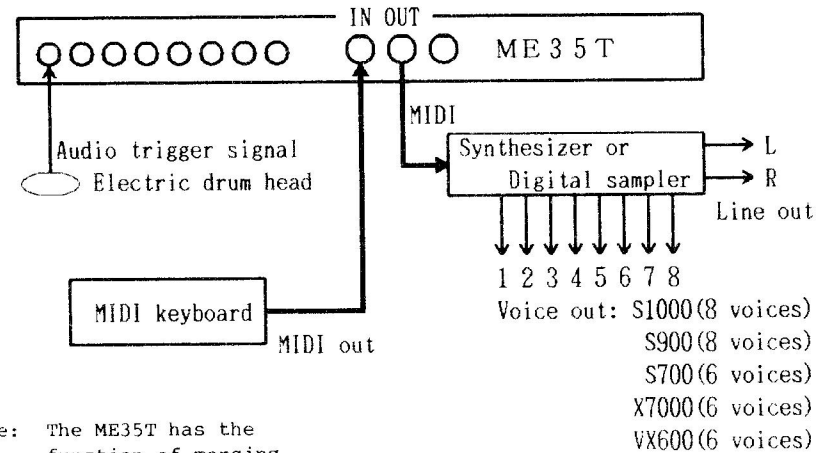 IN OUT
ME35T
MIDI
Audio trigger signal
Electric drum head
Synthesizer or
Digital sampler
L
R
Line out
1 2 3 4 5 6 7 8
MIDI keyboard
MIDI out
Voice out: S1000(8 voices)
S900(8 voices)
S700(6 voices)
X7000(6 voices)
VX600(6 voices)
e: The ME35T has the
function of merging